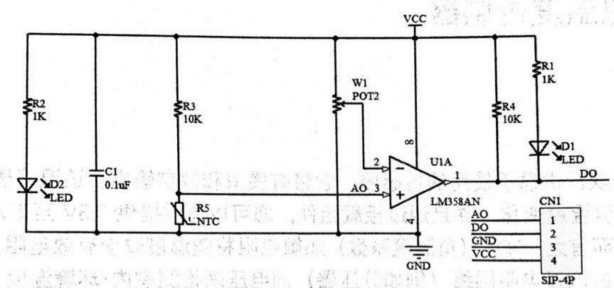 VCC
R2
1K
R3
10K
W1
POT2
R4
10K
R1
1K
D2
LED
C1
0.1uF
8
2
U1A
1
D1
LED
DO
AO
3
LM358AN
R5
NTC
4
GND
CN1
AO 1
DO 2
GND 3
VCC 4
SIP-4P